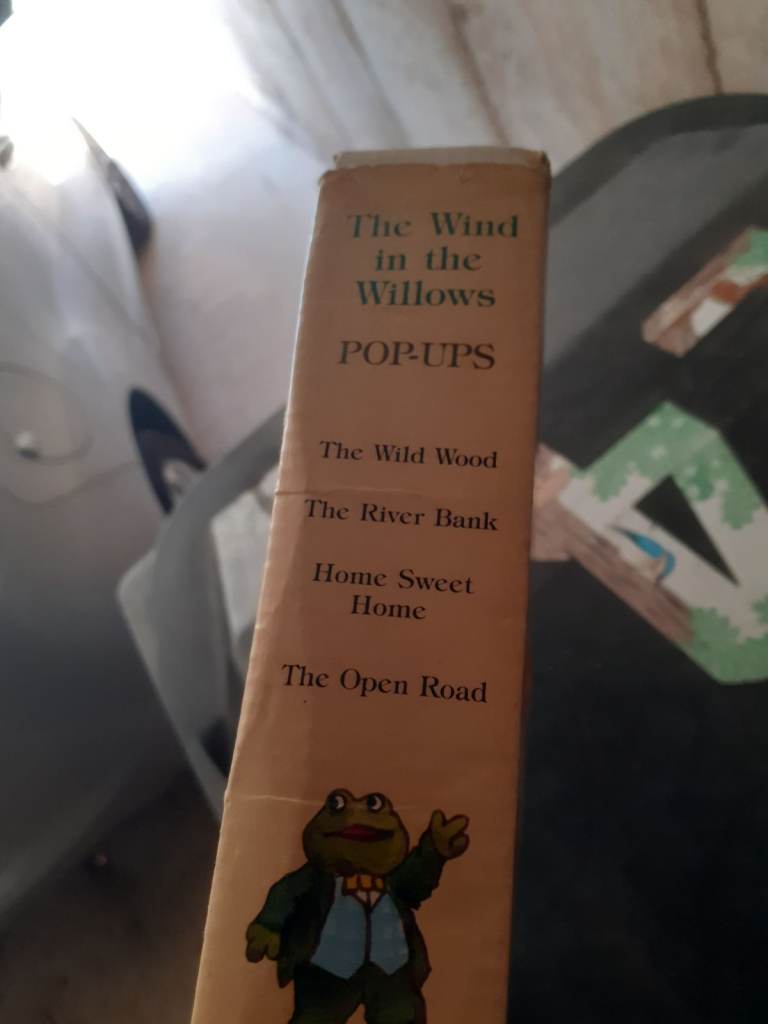 The Wind
in the
Willows
POP-UPS
The Wild Wood
The River Bank
Home Sweet
Home
The Open Road